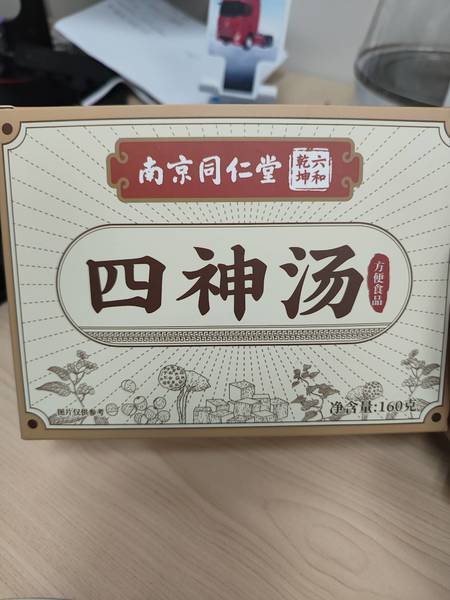 南京同仁堂
六和乾坤
四神汤
方便食品
图片仅供参考
净含量:160克